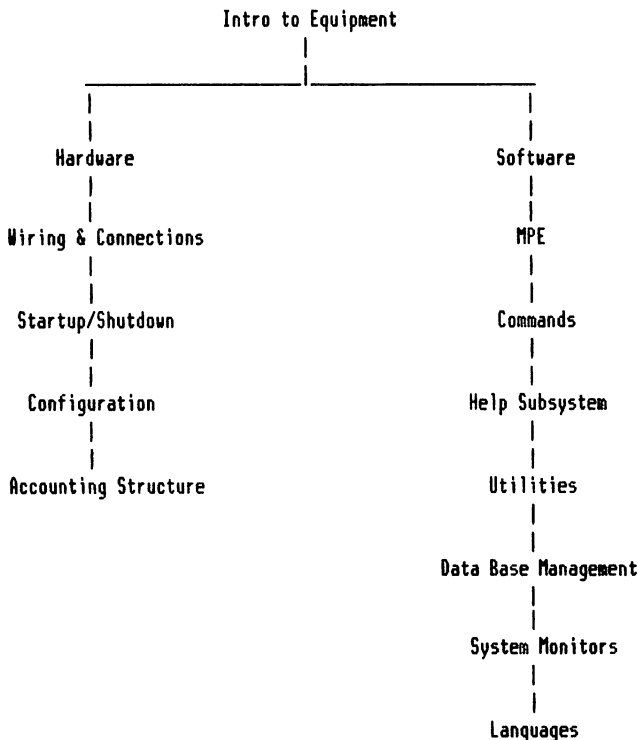 Intro to Equipment
Hardware
Software
Wiring & Connections
MPE
Startup/Shutdown
Commands
Configuration
Help Subsystem
Accounting Structure
Utilities
Data Base Management
System Monitors
Languages